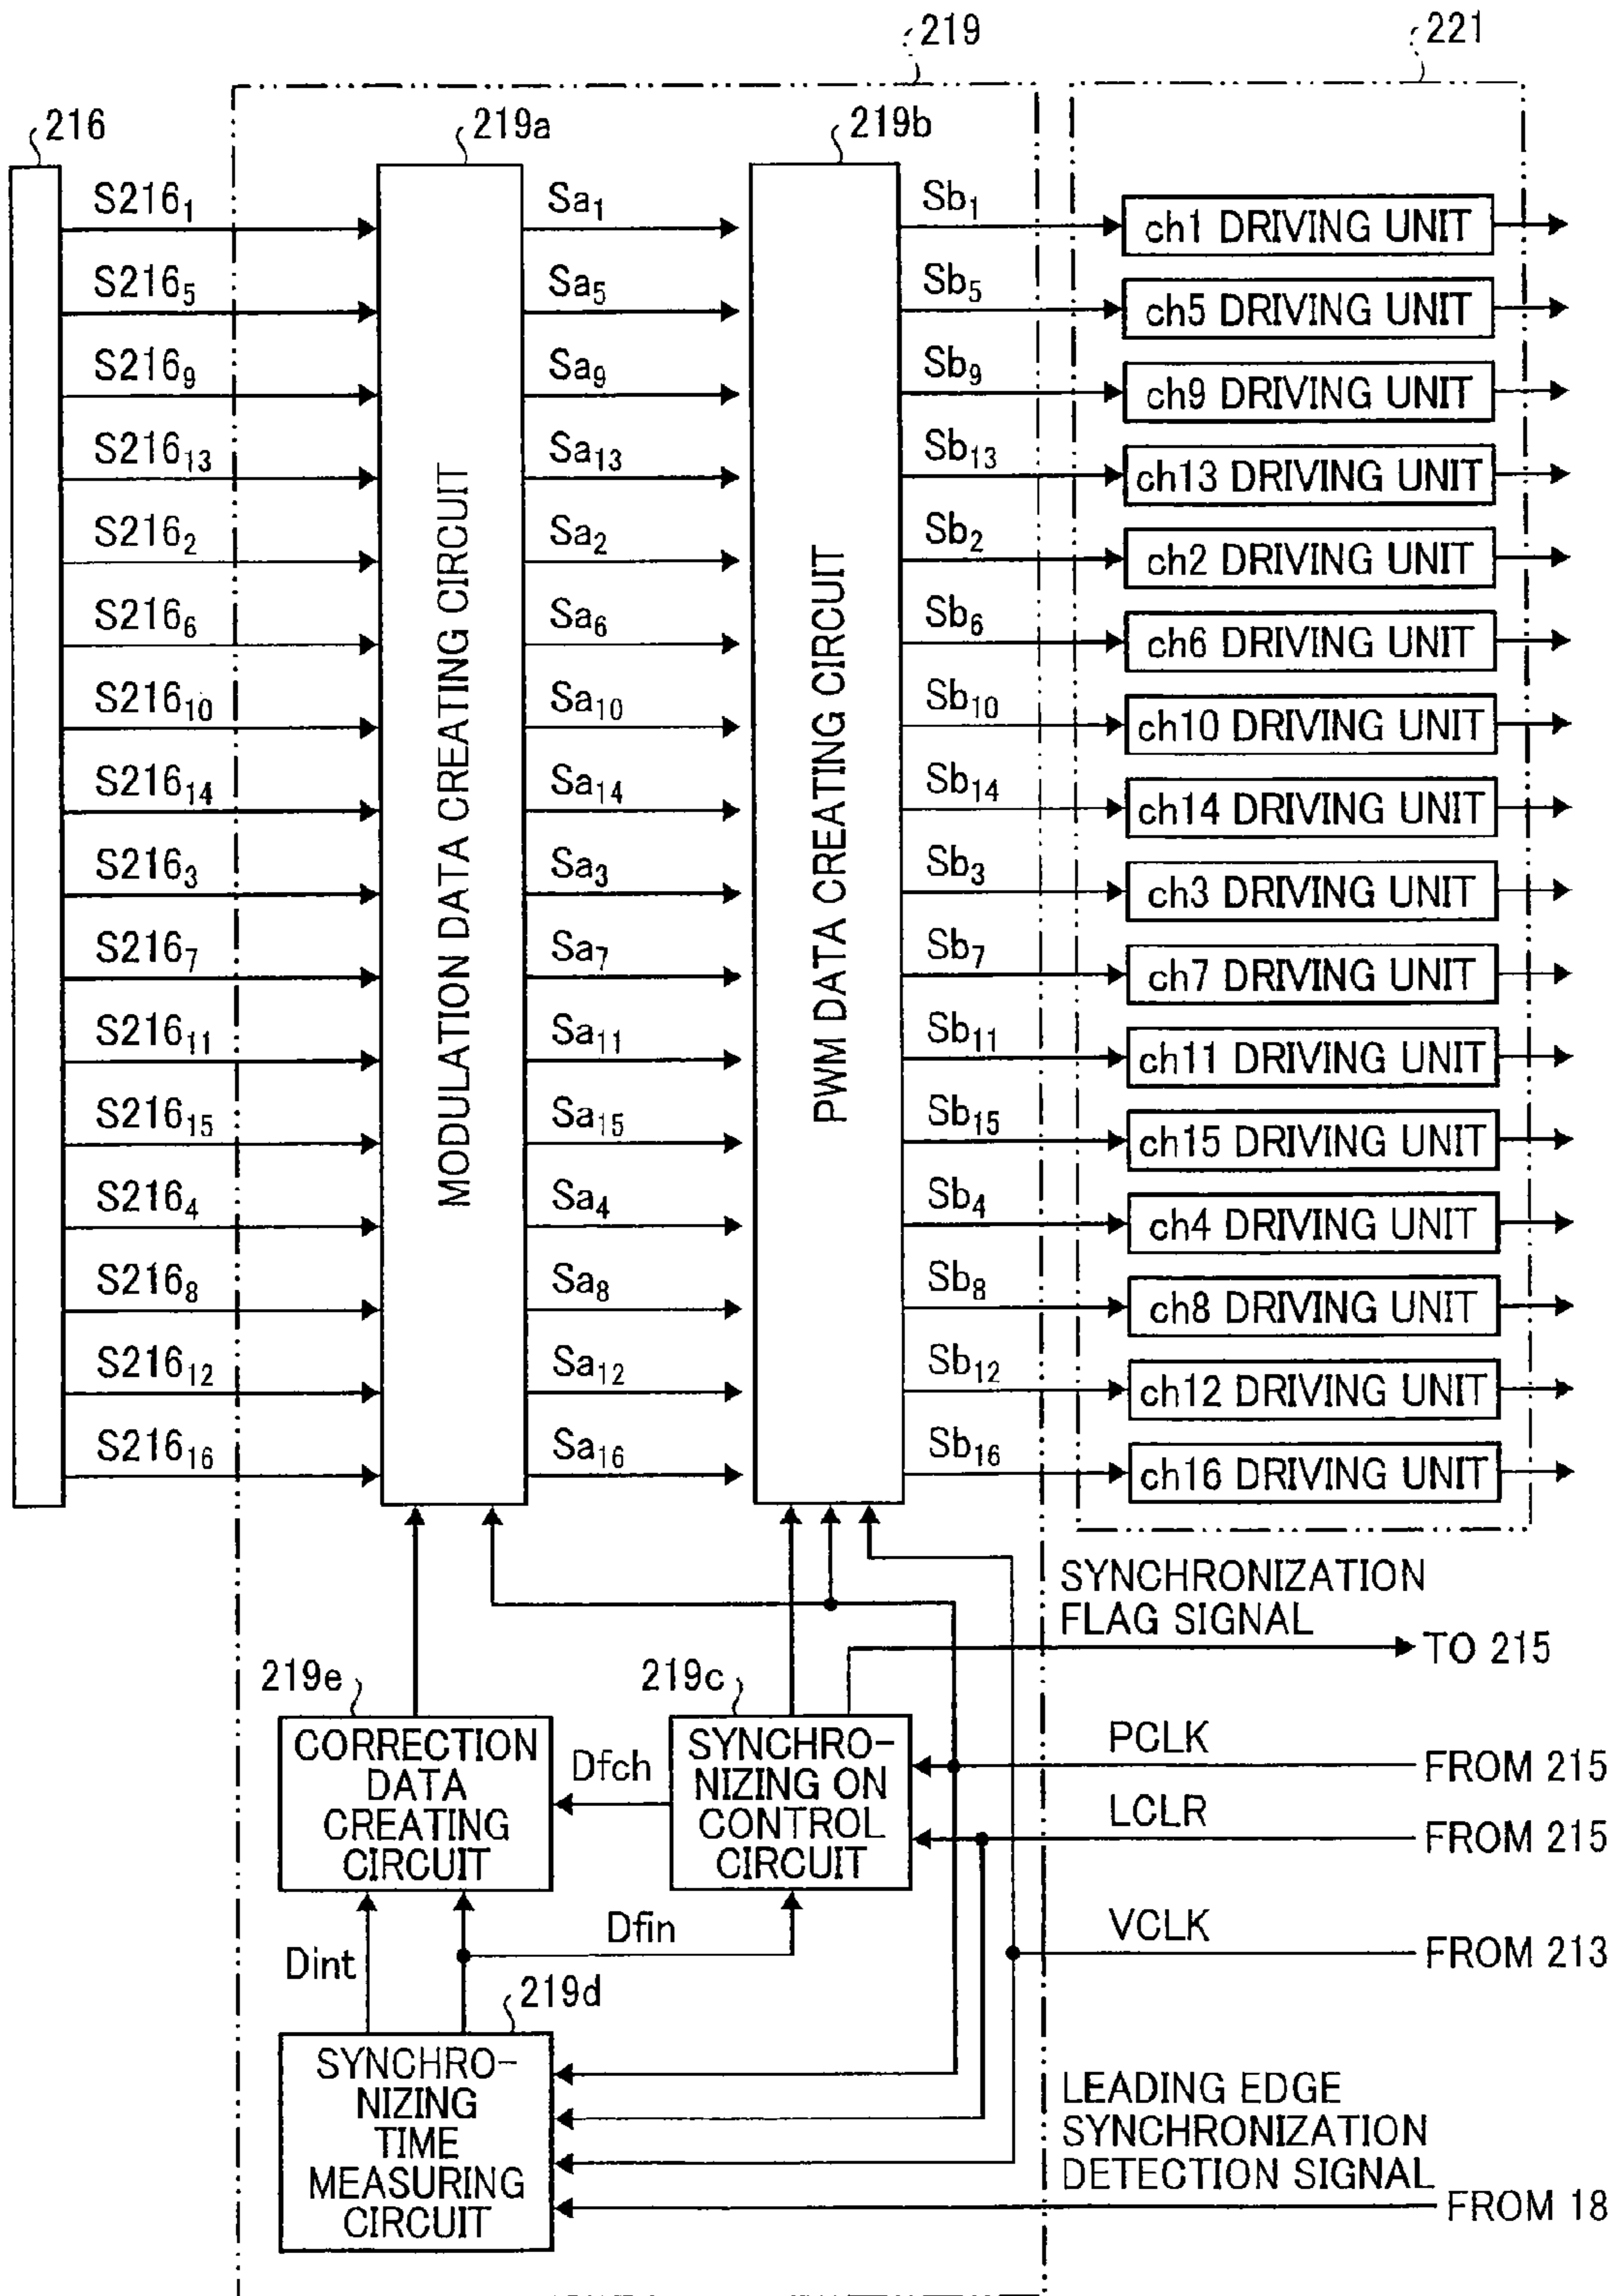 219
221
216
219a
219b
S216₁
Sa₁
Sb₁
ch1 DRIVING UNIT
S216₅
Sa₅
Sb₅
ch5 DRIVING UNIT
S216₉
Sa₉
Sb₉
ch9 DRIVING UNIT
S216₁₃
Sa₁₃
Sb₁₃
ch13 DRIVING UNIT
S216₂
Sa₂
Sb₂
ch2 DRIVING UNIT
S216₆
Sa₆
Sb₆
ch6 DRIVING UNIT
S216₁₀
Sa₁₀
Sb₁₀
ch10 DRIVING UNIT
S216₁₄
Sa₁₄
Sb₁₄
ch14 DRIVING UNIT
S216₃
Sa₃
Sb₃
ch3 DRIVING UNIT
S216₇
Sa₇
Sb₇
ch7 DRIVING UNIT
S216₁₁
Sa₁₁
Sb₁₁
ch11 DRIVING UNIT
S216₁₅
Sa₁₅
Sb₁₅
ch15 DRIVING UNIT
S216₄
Sa₄
Sb₄
ch4 DRIVING UNIT
S216₈
Sa₈
Sb₈
ch8 DRIVING UNIT
S216₁₂
Sa₁₂
Sb₁₂
ch12 DRIVING UNIT
S216₁₆
Sa₁₆
Sb₁₆
ch16 DRIVING UNIT
MODULATION DATA CREATING CIRCUIT
PWM DATA CREATING CIRCUIT
SYNCHRONIZATION
FLAG SIGNAL
TO 215
219e
219c
CORRECTION
DATA
CREATING
CIRCUIT
Dfch
SYNCHRO-
NIZING ON
CONTROL
CIRCUIT
PCLK
FROM 215
LCLR
FROM 215
Dint
Dfin
VCLK
FROM 213
219d
SYNCHRO-
NIZING
TIME
MEASURING
CIRCUIT
LEADING EDGE
SYNCHRONIZATION
DETECTION SIGNAL
FROM 18